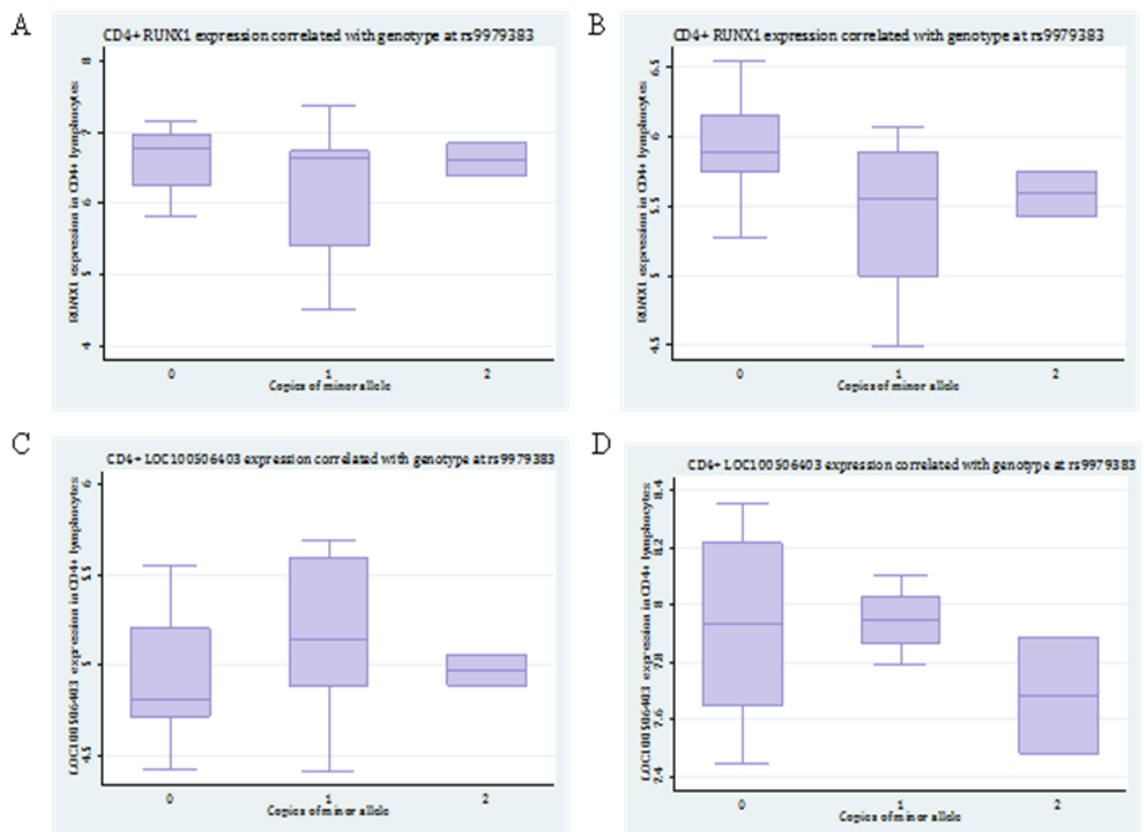 A
CD4+ RUNX1 expression correlated with genotype at rs9979383
RUNX1 expression in CD4+ lymphocytes
8
7
6
5
4
0 1 2
Copies of minor allele
B
CD+ RUNX1 expression correlated with genotype at rs9979383
RUNX1 expression in CD4+ lymphocytes
6.5
6
5.5
5
4.5
0 1 2
Copies of minor allele
C
CD4+ LOC100506403 expression correlated with genotype at rs9979383
LOC100506403 expression in CD4+ lymphocytes
6
5.5
5
4.5
0 1 2
Copies of minor allele
D
CD4+ LOC100506403 expression correlated with genotype at rs9979383
LOC100506403 expression in CD4+ lymphocytes
8.4
8.2
8
7.8
7.6
7.4
0 1 2
Copies of minor allele